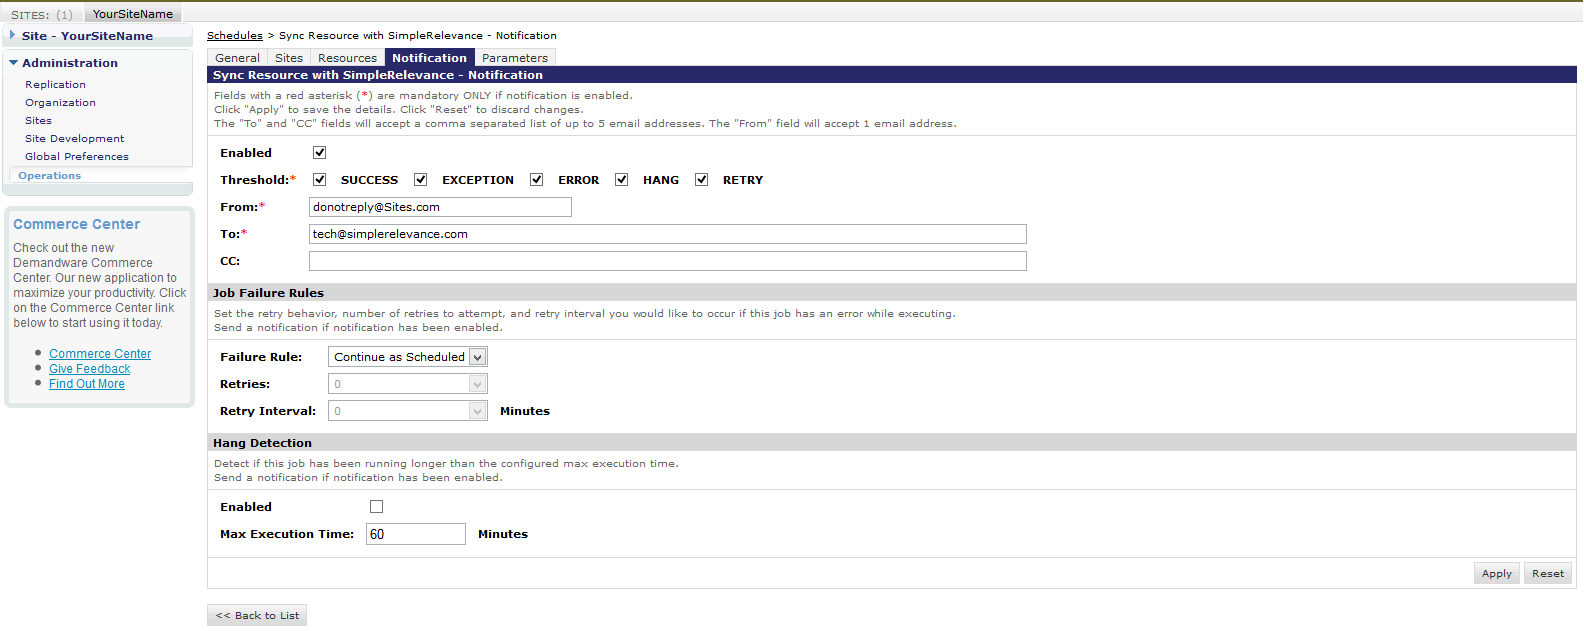 SITES: (1) YourSiteName
Site - YourSiteName
Administration
Replication
Organization
Sites
Site Development
Global Preferences
Operations
Commerce Center
Check out the new
Demandware Commerce
Center. Our new application to
maximize your productivity. Click
on the Commerce Center link
below to start using it today.
Commerce Center
Give Feedback
Find Out More
Schedules > Sync Resource with SimpleRelevance - Notification
General Sites Resources Notification Parameters
Sync Resource with SimpleRelevance - Notification
Fields with a red asterisk (*) are mandatory ONLY if notification is enabled.
Click "Apply" to save the details. Click "Reset" to discard changes.
The "To" and "CC" fields will accept a comma separated list of up to 5 email addresses. The "From" field will accept 1 email address.
Enabled
Threshold:* SUCCESS EXCEPTION ERROR HANG RETRY
From:* donotreply@Sites.com
To:* tech@simplerelevance.com
CC:
Job Failure Rules
Set the retry behavior, number of retries to attempt, and retry interval you would like to occur if this job has an error while executing.
Send a notification if notification has been enabled.
Failure Rule: Continue as Scheduled
Retries: 0
Retry Interval: 0 Minutes
Hang Detection
Detect if this job has been running longer than the configured max execution time.
Send a notification if notification has been enabled.
Enabled
Max Execution Time: 60 Minutes
Apply Reset
<< Back to List